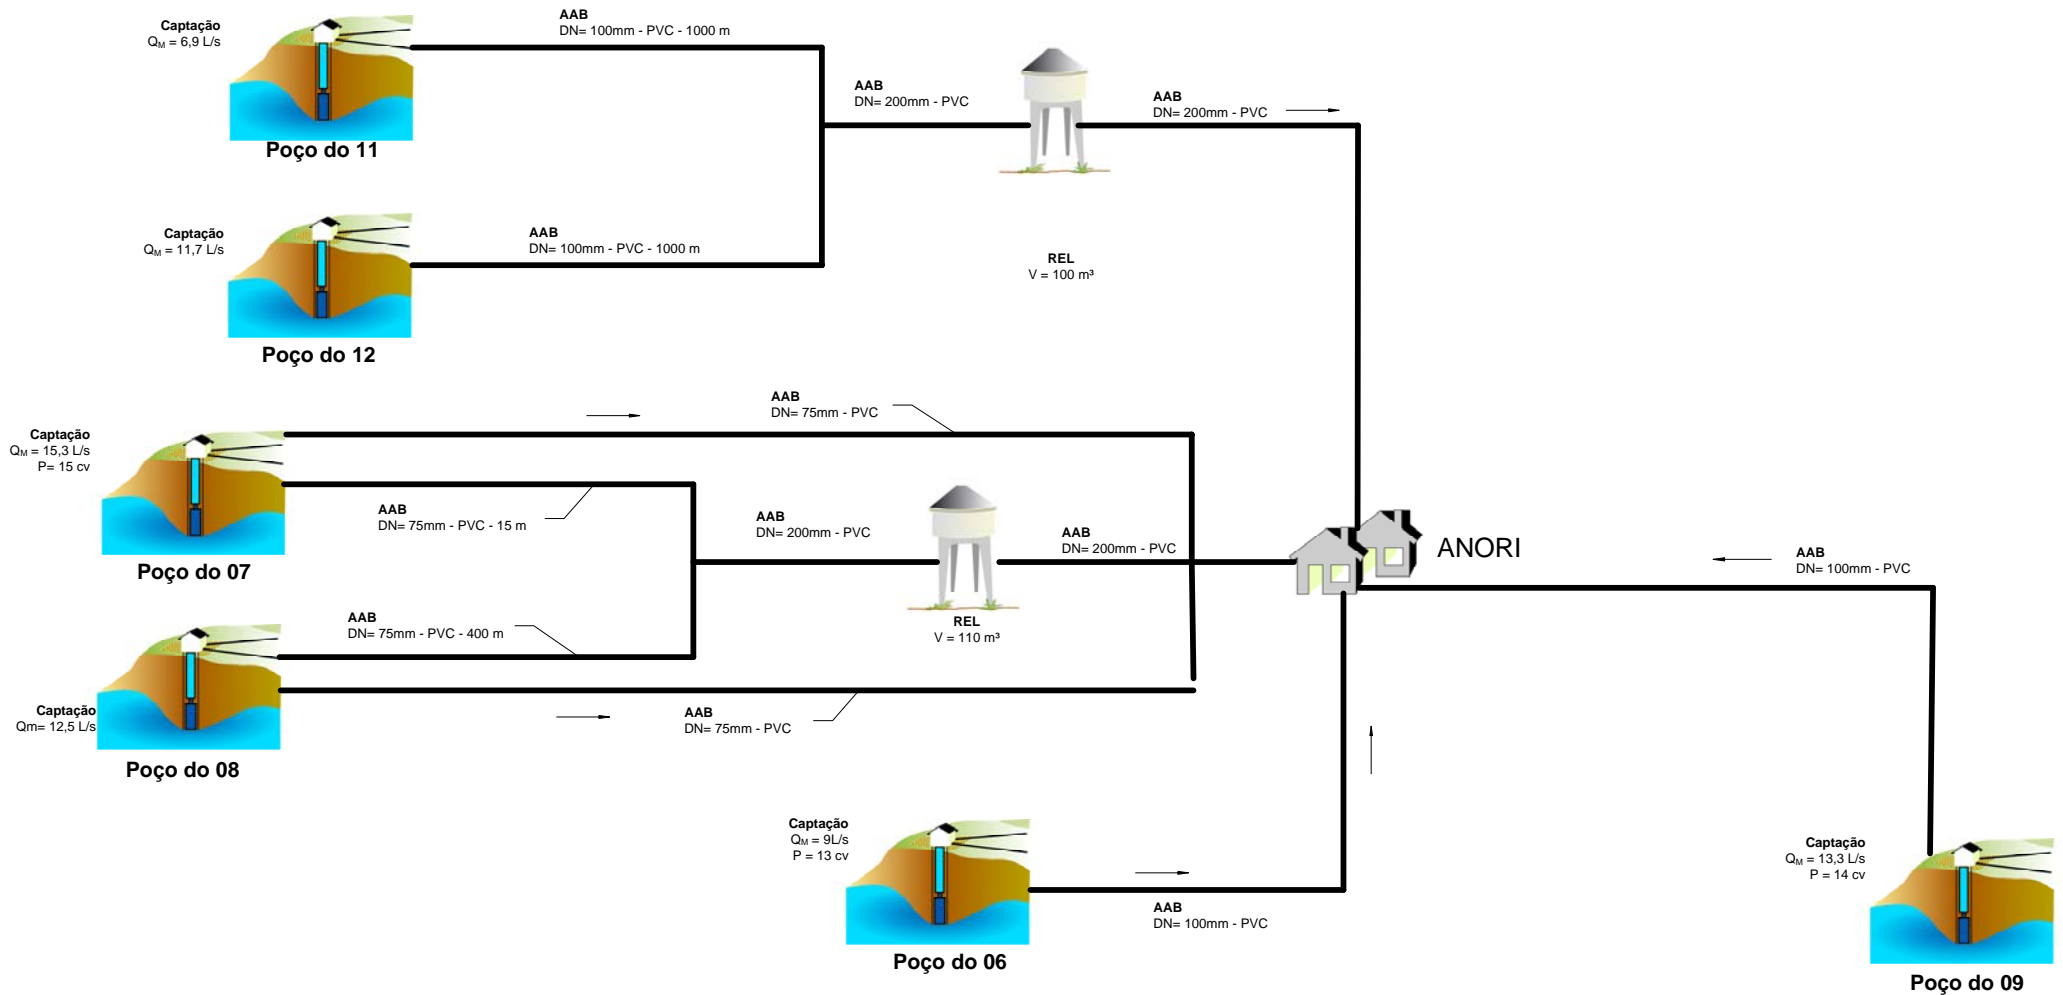 Captação
QM = 6,9 L/s
AAB
DN= 100mm - PVC - 1000 m
Poço do 11
AAB
DN= 200mm - PVC
AAB
DN= 200mm - PVC
Captação
QM = 11,7 L/s
AAB
DN= 100mm - PVC - 1000 m
REL
V = 100 m³
Poço do 12
AAB
DN= 75mm - PVC
Captação
QM = 15,3 L/s
P= 15 cv
AAB
DN= 75mm - PVC - 15 m
AAB
DN= 200mm - PVC
AAB
DN= 200mm - PVC
ANORI
AAB
DN= 100mm - PVC
Poço do 07
AAB
DN= 75mm - PVC - 400 m
REL
V = 110 m³
Captação
Qm= 12,5 L/s
AAB
DN= 75mm - PVC
Poço do 08
Captação
QM = 9L/s
P = 13 cv
AAB
DN= 100mm - PVC
Poço do 06
Captação
QM = 13,3 L/s
P = 14 cv
Poço do 09